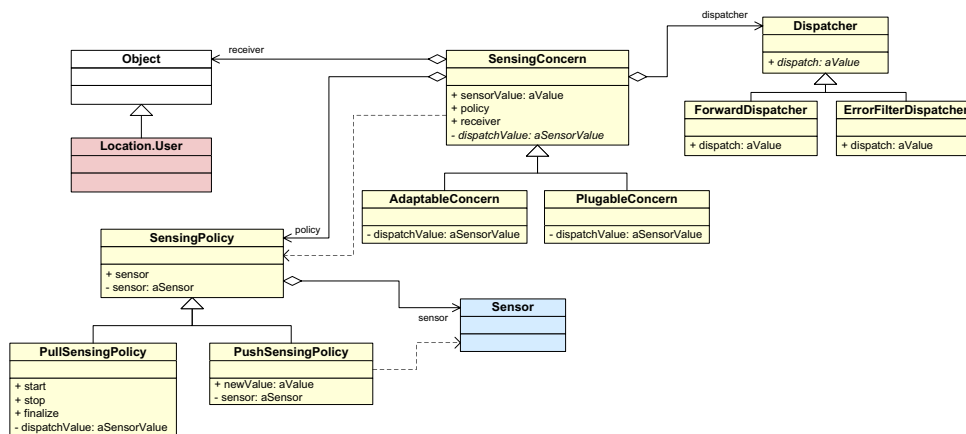 dispatcher
Dispatcher
+ dispatch: aValue
Object
receiver
SensingConcern
+ sensorValue: aValue
+ policy
+ receiver
- dispatchValue: aSensorValue
ForwardDispatcher
+ dispatch: aValue
ErrorFilterDispatcher
+ dispatch: aValue
Location.User
AdaptableConcern
- dispatchValue: aSensorValue
PlugableConcern
- dispatchValue: aSensorValue
policy
SensingPolicy
+ sensor
- sensor: aSensor
sensor
Sensor
PullSensingPolicy
+ start
+ stop
+ finalize
- dispatchValue: aSensorValue
PushSensingPolicy
+ newValue: aValue
- sensor: aSensor